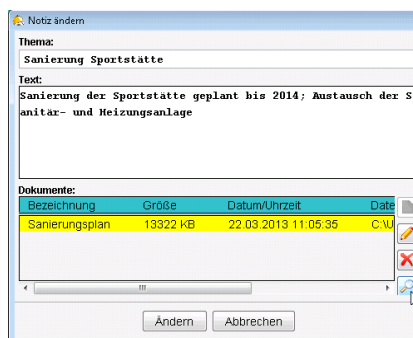 Notiz ändern
Thema:
Sanierung Sportstätte
Text:
Sanierung der Sportstätte geplant bis 2014; Austausch der S
anitär- und Heizungsanlage
Dokumente:
Bezeichnung Größe Datum/Uhrzeit Date
Sanierungsplan 13322 KB 22.03.2013 11:05:35 C:\U
Ändern Abbrechen